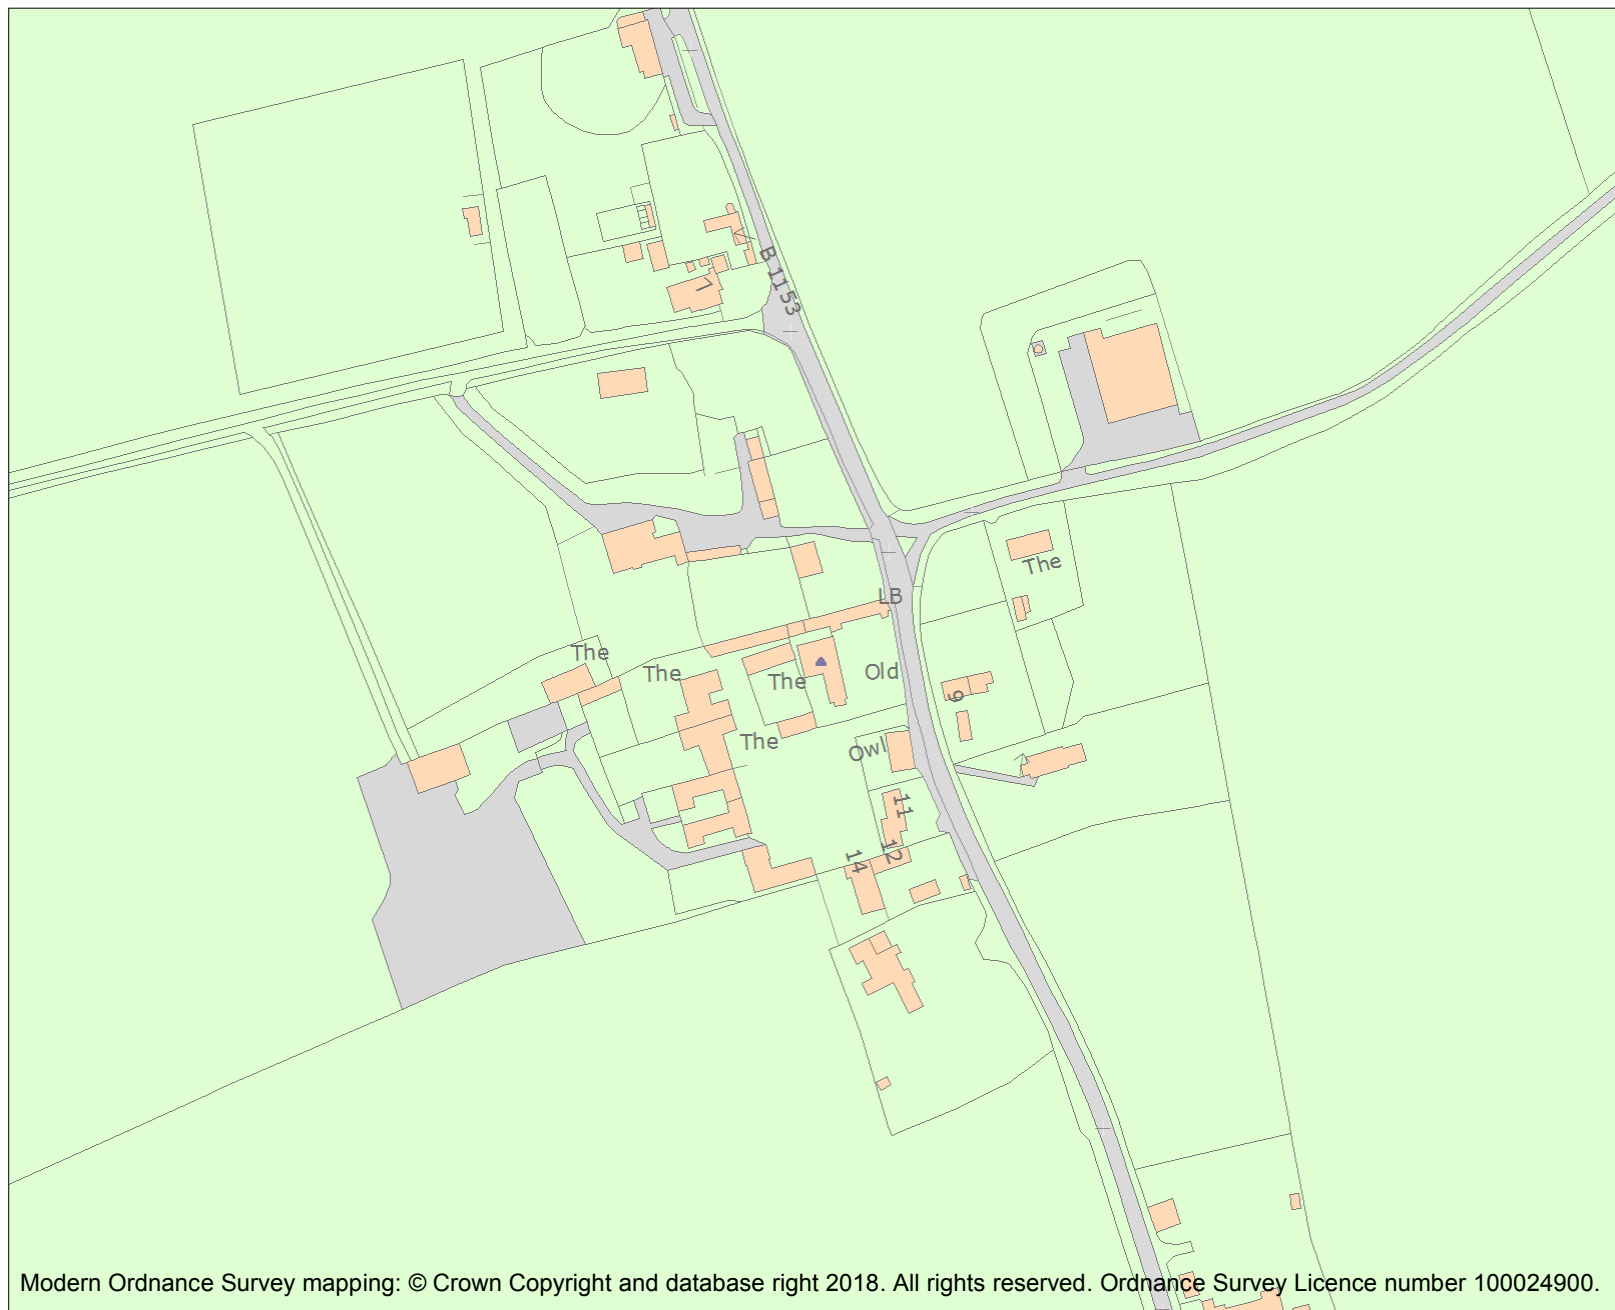 B 1153
7
The
LB
The
The
The
Old
9
The
Owl
11
12
14
Modern Ordnance Survey mapping: © Crown Copyright and database right 2018. All rights reserved. Ordnance Survey Licence number 100024900.